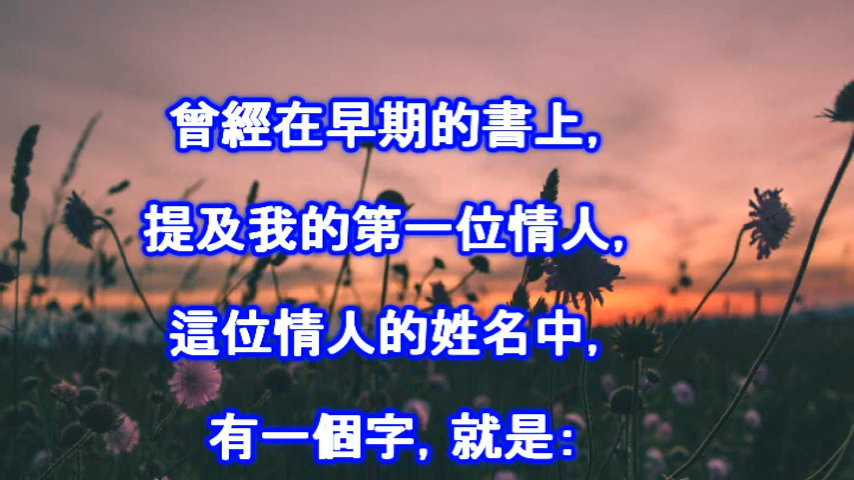 曾經在早期的書上,
提及我的第一位情人,
這位情人的姓名中,
有一個字, 就是: